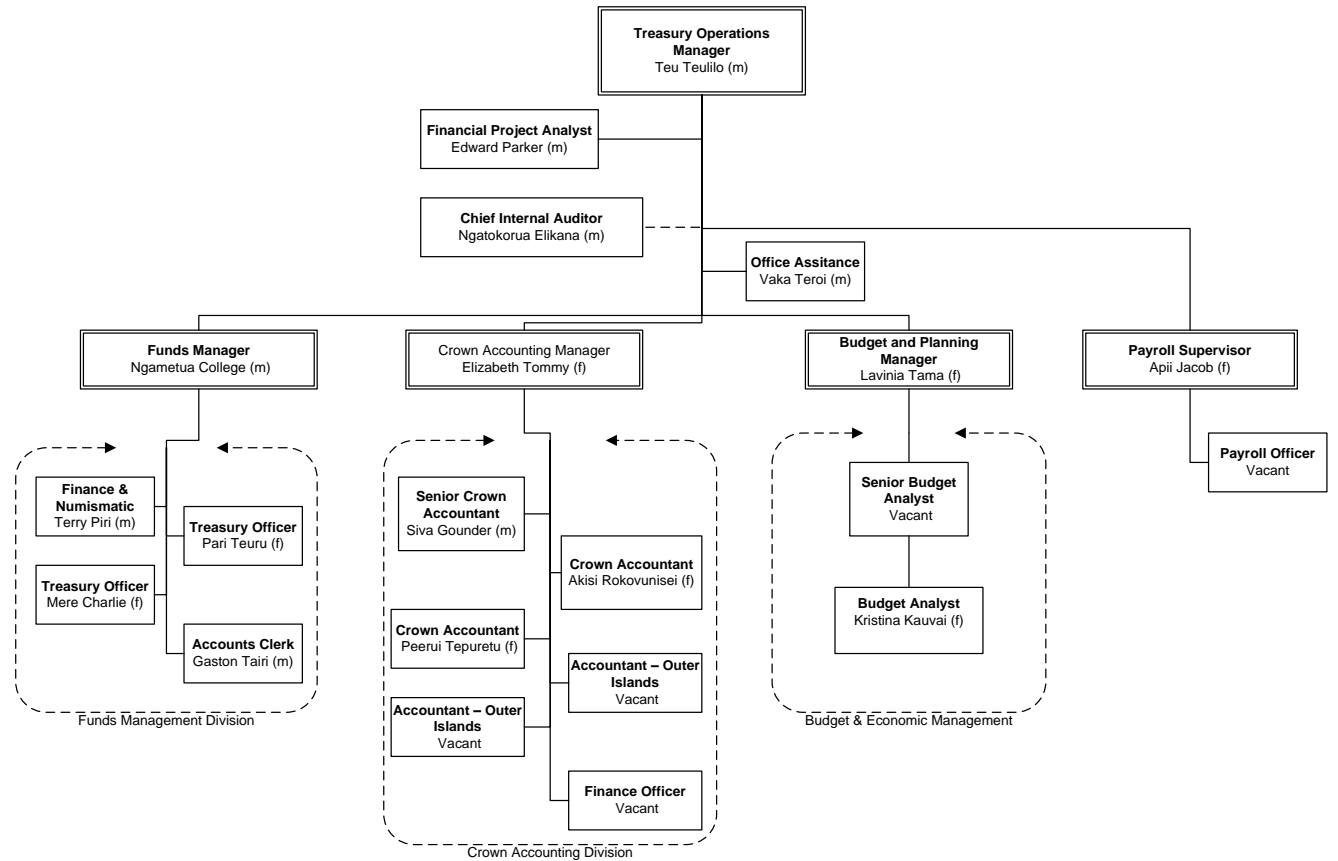 Treasury Operations
Manager
Teu Teulilo (m)
Financial Project Analyst
Edward Parker (m)
Chief Internal Auditor
Ngatokorua Elikana (m)
Office Assitance
Vaka Teroi (m)
Funds Manager
Ngametua College (m)
Crown Accounting Manager
Elizabeth Tommy (f)
Budget and Planning
Manager
Lavinia Tama (f)
Payroll Supervisor
Apii Jacob (f)
Finance &
Numismatic
Terry Piri (m)
Treasury Officer
Pari Teuru (f)
Treasury Officer
Mere Charlie (f)
Accounts Clerk
Gaston Tairi (m)
Funds Management Division
Senior Crown
Accountant
Siva Gounder (m)
Crown Accountant
Akisi Rokovunisei (f)
Crown Accountant
Peerui Tepuretu (f)
Accountant – Outer
Islands
Vacant
Accountant – Outer
Islands
Vacant
Finance Officer
Vacant
Crown Accounting Division
Senior Budget
Analyst
Vacant
Budget Analyst
Kristina Kauvai (f)
Budget & Economic Management
Payroll Officer
Vacant